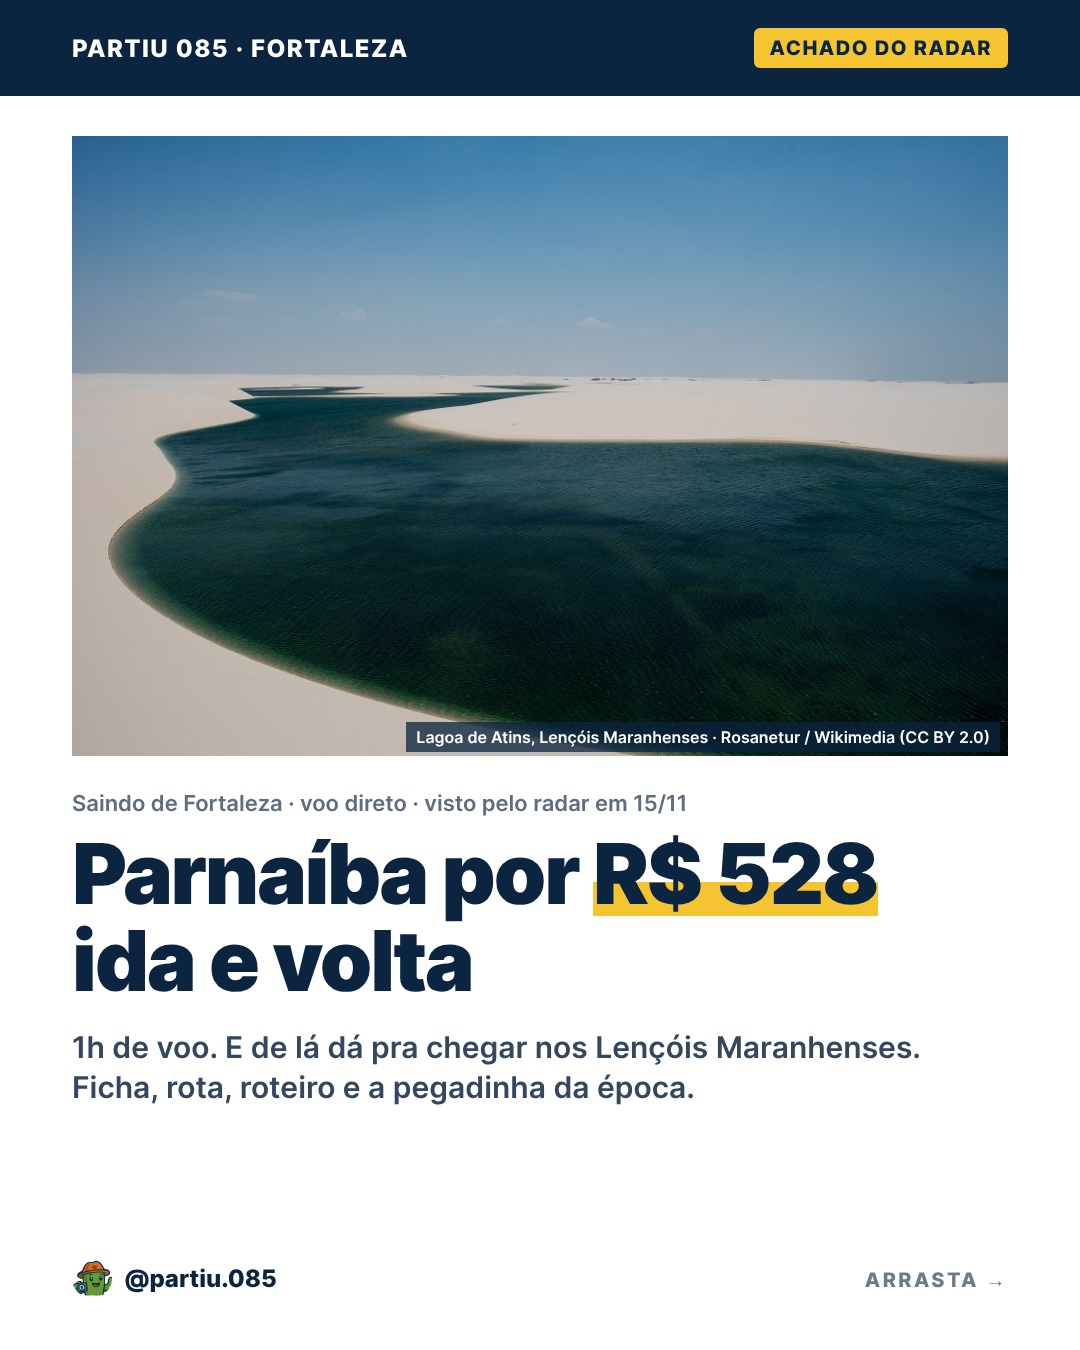 PARTIU 085 · FORTALEZA
ACHADO DO RADAR
Lagoa de Atins, Lençóis Maranhenses · Rosanetur / Wikimedia (CC BY 2.0)
Saindo de Fortaleza · voo direto · visto pelo radar em 15/11
Parnaíba por R$ 528
ida e volta
1h de voo. E de lá dá pra chegar nos Lençóis Maranhenses.
Ficha, rota, roteiro e a pegadinha da época.
@partiu.085
ARRASTA →